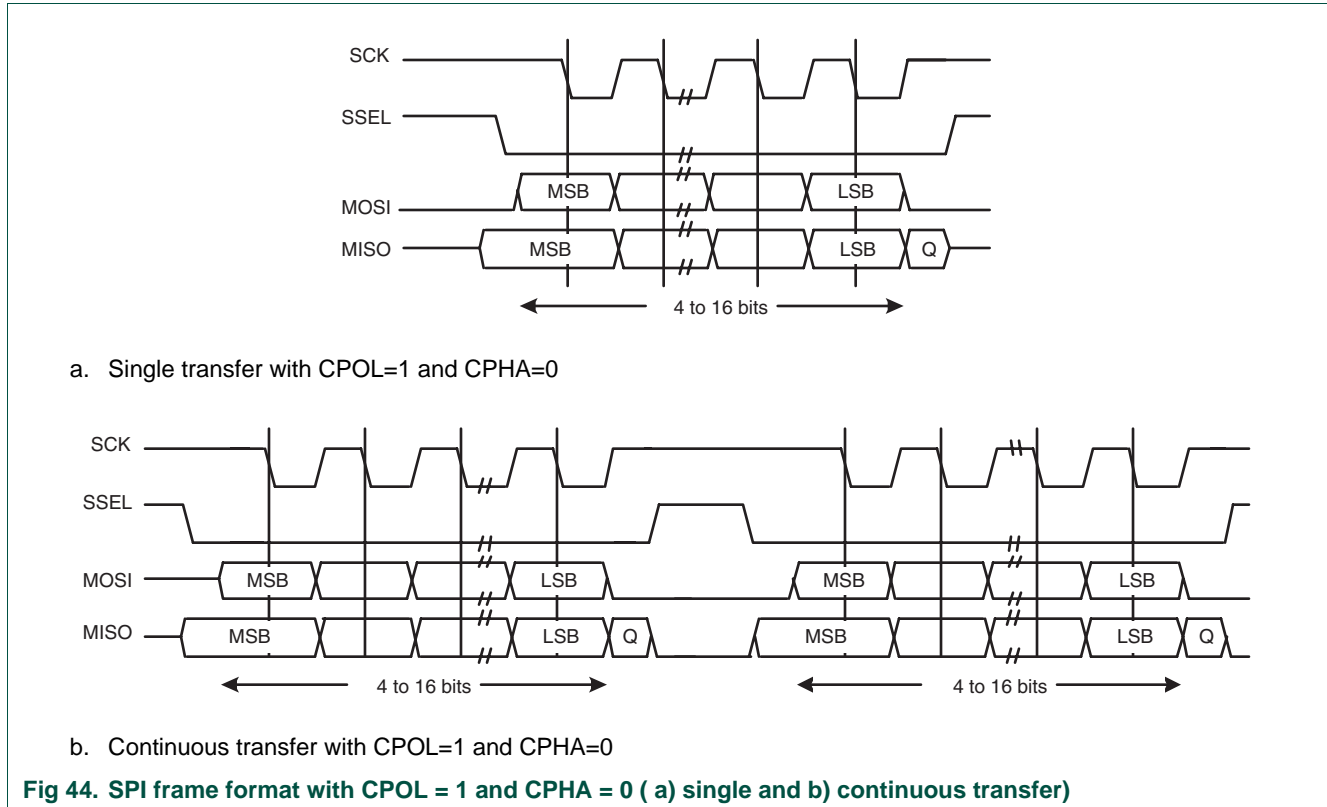 SCK
SSEL
MOSI
MSB
LSB
MISO
MSB
LSB
Q
4 to 16 bits
a. Single transfer with CPOL=1 and CPHA=0
SCK
SSEL
MOSI
MSB
LSB
MSB
LSB
MISO
MSB
LSB
Q
MSB
LSB
Q
4 to 16 bits
4 to 16 bits
b. Continuous transfer with CPOL=1 and CPHA=0
Fig 44. SPI frame format with CPOL = 1 and CPHA = 0 ( a) single and b) continuous transfer)